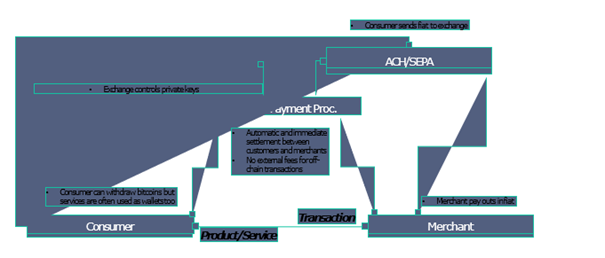 • Consumer sends fiat to exchange
ACH/SEPA
• Exchange controls private keys
ayment Proc.
• Automatic and immediate
settlement between
customers and merchants
• No external fees for off-
chain transactions
• Consumer can withdraw bitcoins but
services are often used as wallets too
• Merchant pay outs in fiat
Transaction
Consumer
Merchant
Product/Service